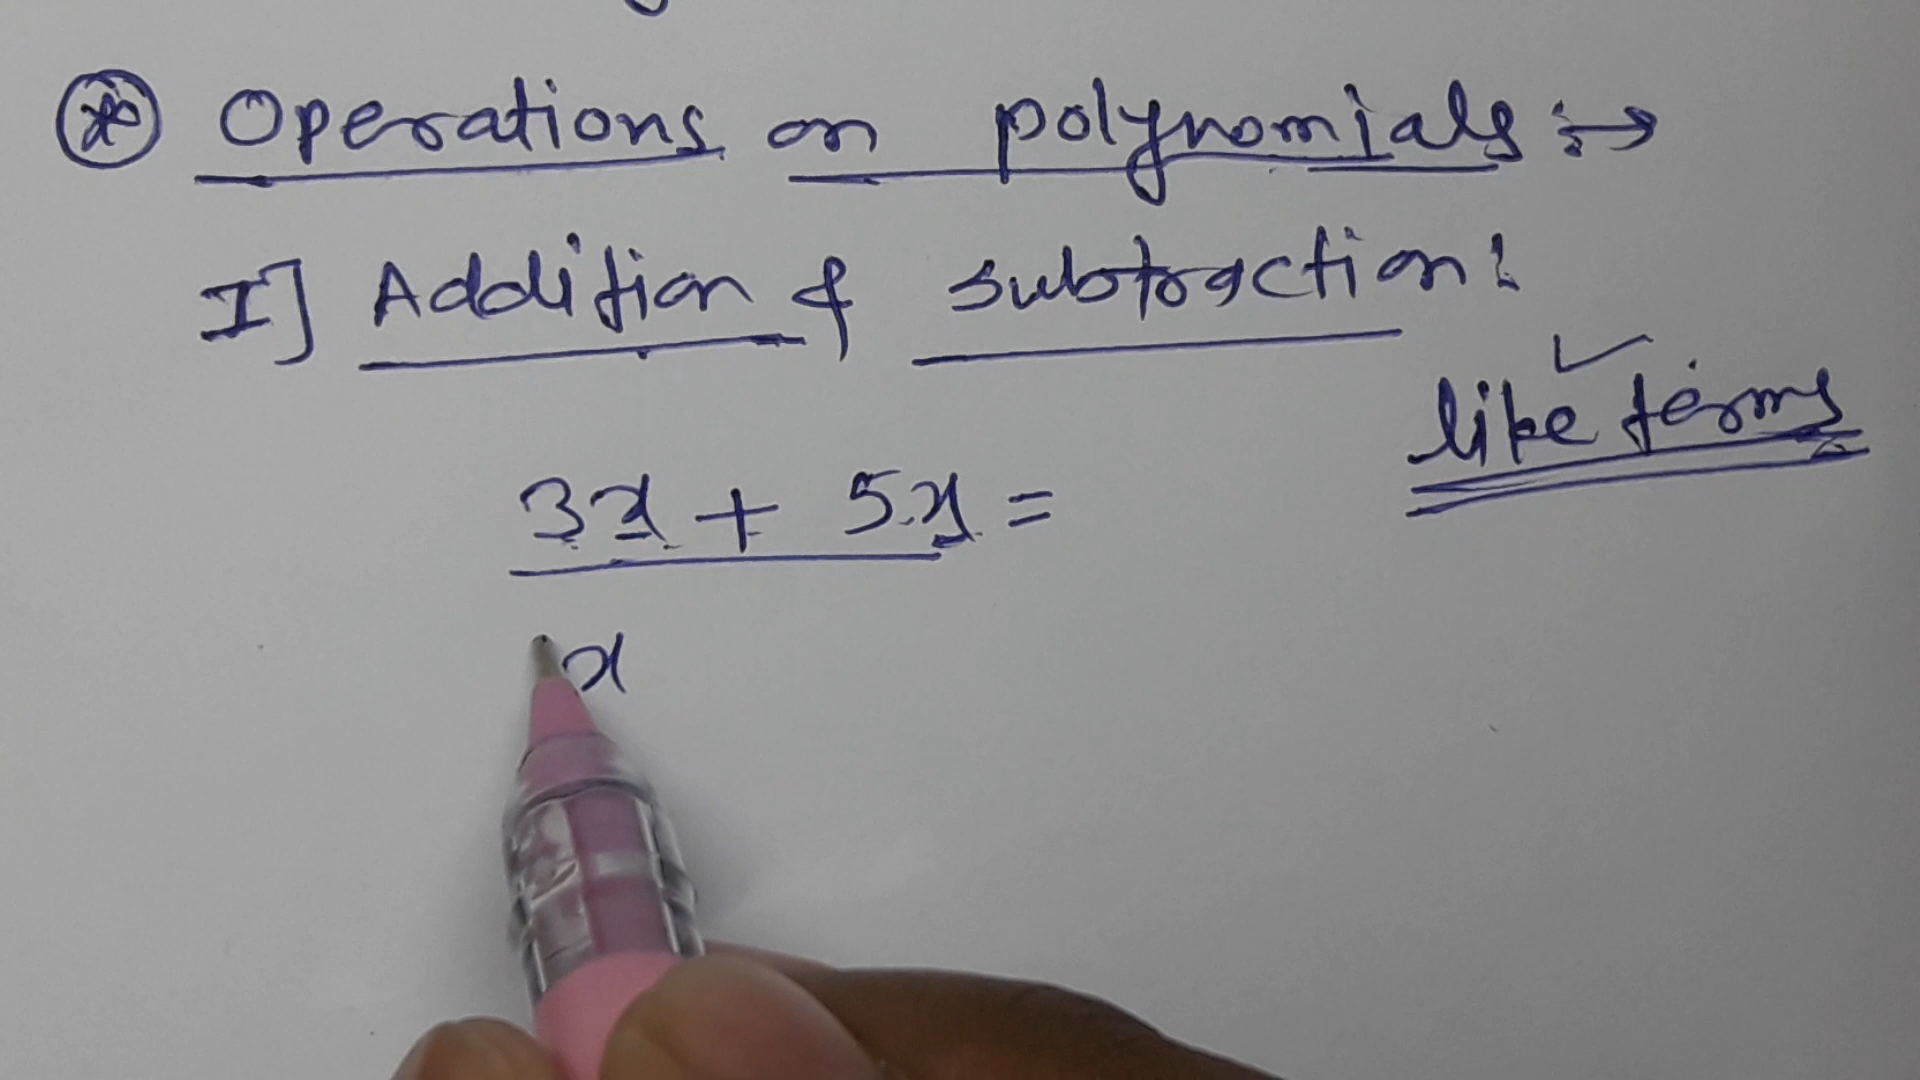 * Operations on polynomials :→
I] Addition & subtraction:
like terms
3x + 5x =
x